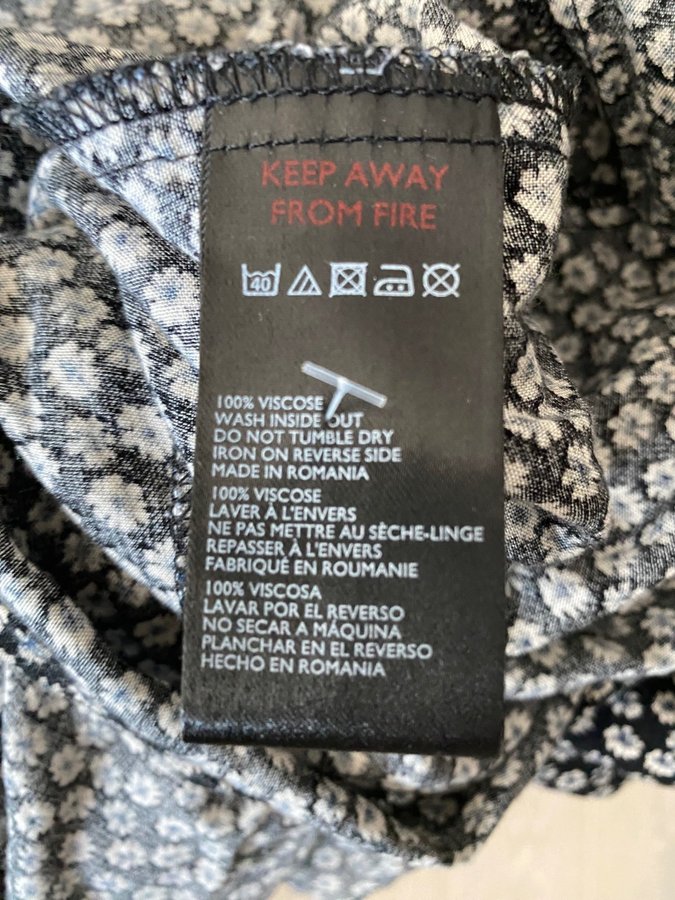 KEEP AWAY
FROM FIRE
40
100% VISCOSE
WASH INSIDE OUT
DO NOT TUMBLE DRY
IRON ON REVERSE SIDE
MADE IN ROMANIA
100% VISCOSE
LAVER À L'ENVERS
NE PAS METTRE AU SÈCHE-LINGE
REPASSER À L'ENVERS
FABRIQUÉ EN ROUMANIE
100% VISCOSA
LAVAR POR EL REVERSO
NO SECAR A MÁQUINA
PLANCHAR EN EL REVERSO
HECHO EN ROMANIA